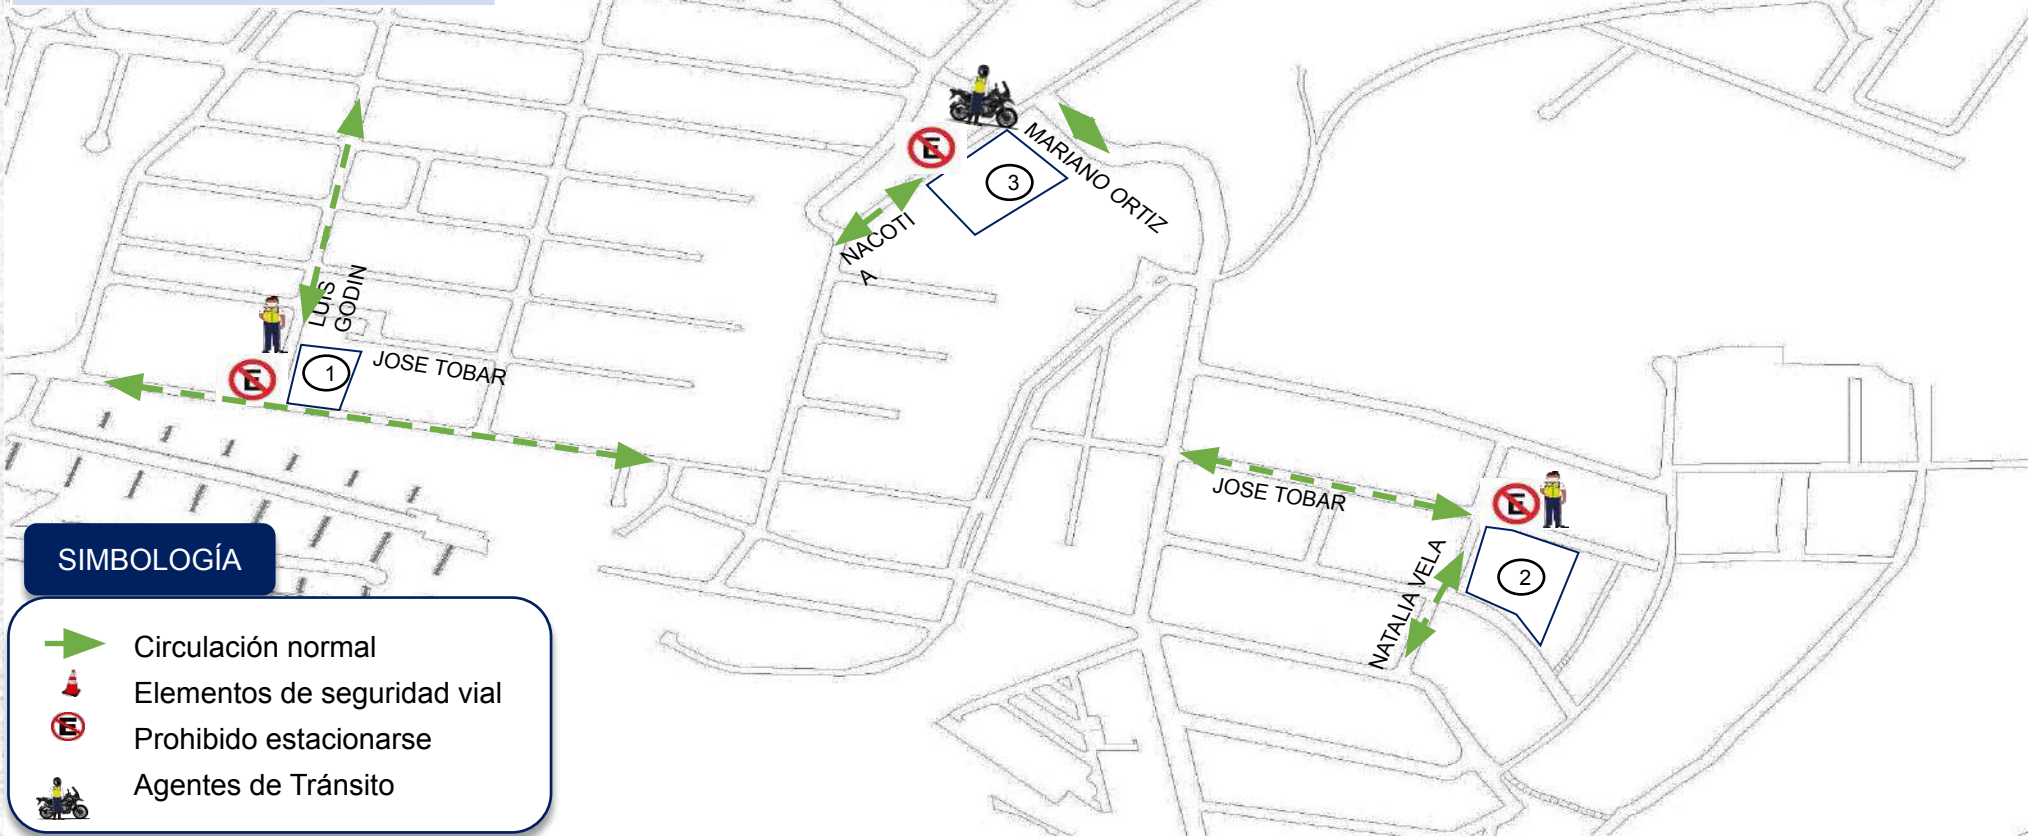 MARIANO ORTIZ
3
NACOTI
A
LUIS
GODIN
E
1
JOSE TOBAR
E
JOSE TOBAR
E
NATALIA VELA
2
SIMBOLOGÍA
Circulación normal
Elementos de seguridad vial
E
Prohibido estacionarse
Agentes de Tránsito